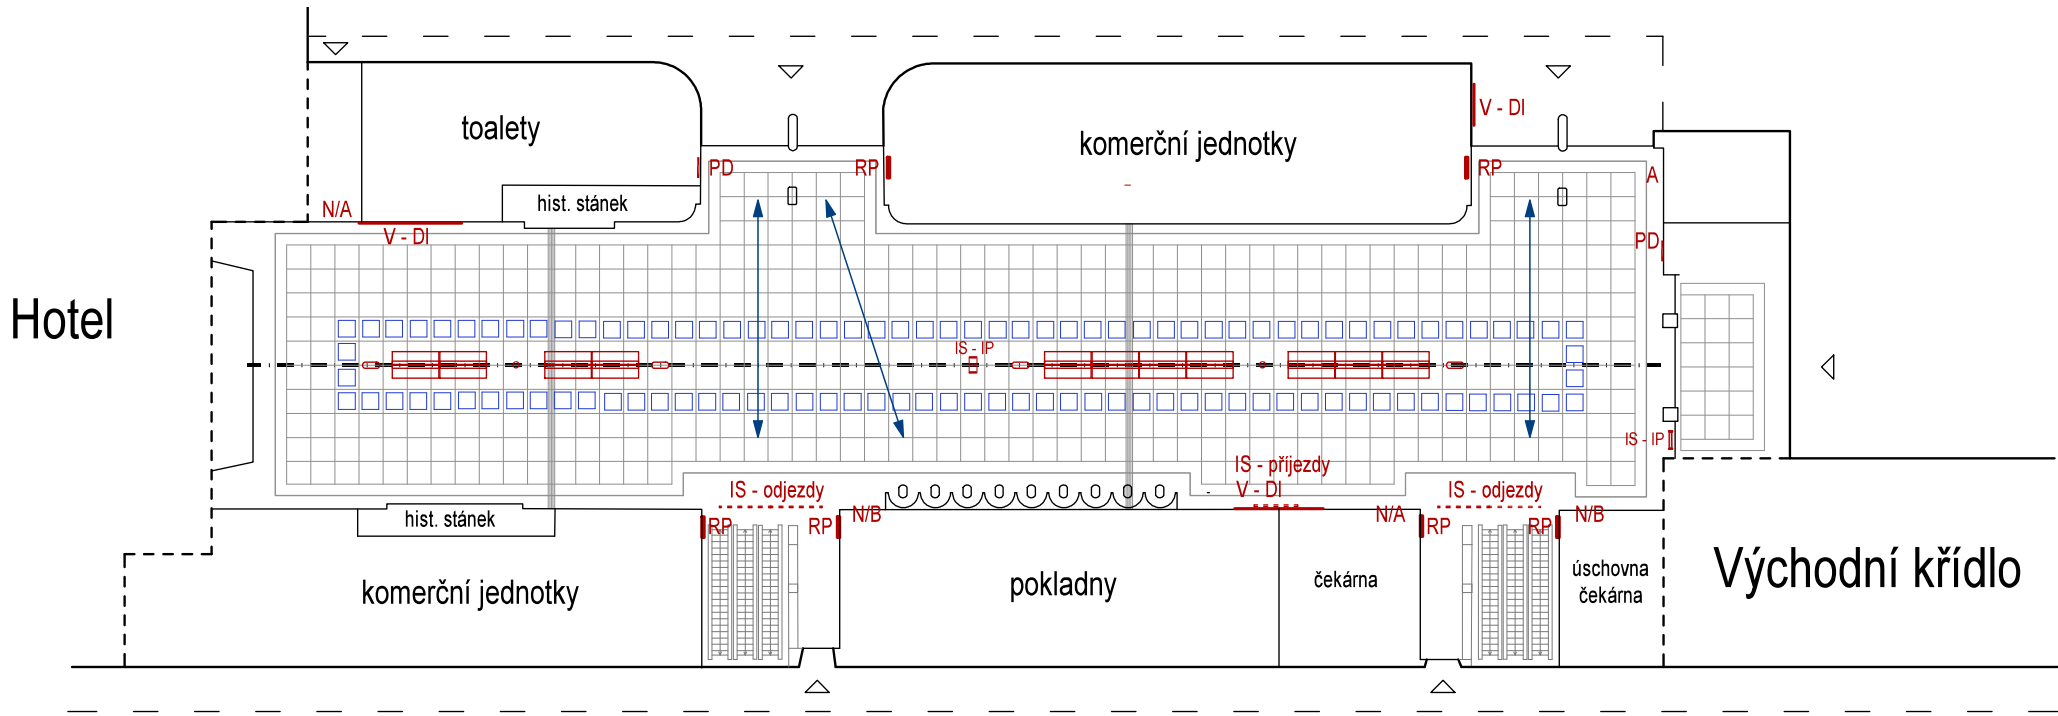 toalety
komerční jednotky
V - DI
PD
RP
RP
A
N/A
hist. stánek
V - DI
PD
Hotel
IS - IP
IS - IP
IS - příjezdy
IS - odjezdy
V - DI
IS - odjezdy
hist. stánek
RP
RP
N/B
N/A
RP
RP
N/B
komerční jednotky
pokladny
čekárna
úschovna
čekárna
Východní křídlo